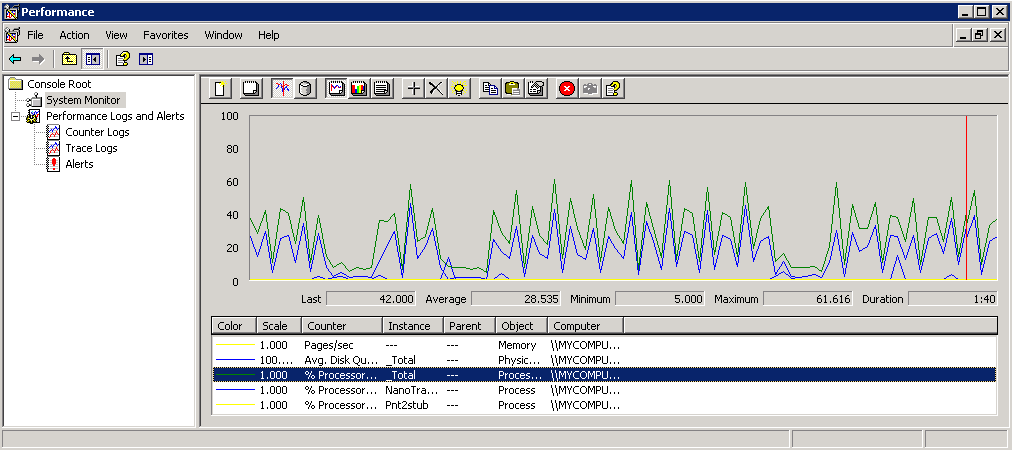 Performance
File Action View Favorites Window Help
Console Root
System Monitor
Performance Logs and Alerts
Counter Logs
Trace Logs
Alerts
100
80
60
40
20
0
Last 42.000 Average 28.535 Minimum 5.000 Maximum 61.616 Duration 1:40
Color Scale Counter Instance Parent Object Computer
1.000 Pages/sec --- --- Memory \\MYCOMPU...
100.... Avg. Disk Qu... _Total --- Physic... \\MYCOMPU...
1.000 % Processor... _Total --- Proces... \\MYCOMPU...
1.000 % Processor... NanoTra... --- Process \\MYCOMPU...
1.000 % Processor... Pnt2stub --- Process \\MYCOMPU...